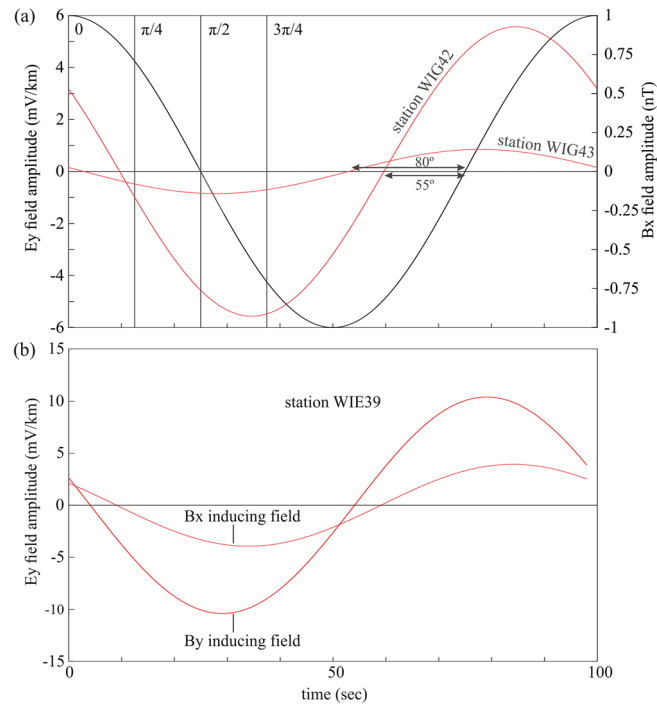 (a)
6
4
2
0
-2
-4
-6
Ey field amplitude (mV/km)
0
π/4
π/2
3π/4
station WIG42
station WIG43
80º
55º
1
0.75
0.5
0.25
0
-0.25
-0.5
-0.75
-1
Bx field amplitude (nT)
(b)
15
10
5
0
-5
-10
-15
Ey field amplitude (mV/km)
station WIE39
Bx inducing field
By inducing field
0
50
100
time (sec)